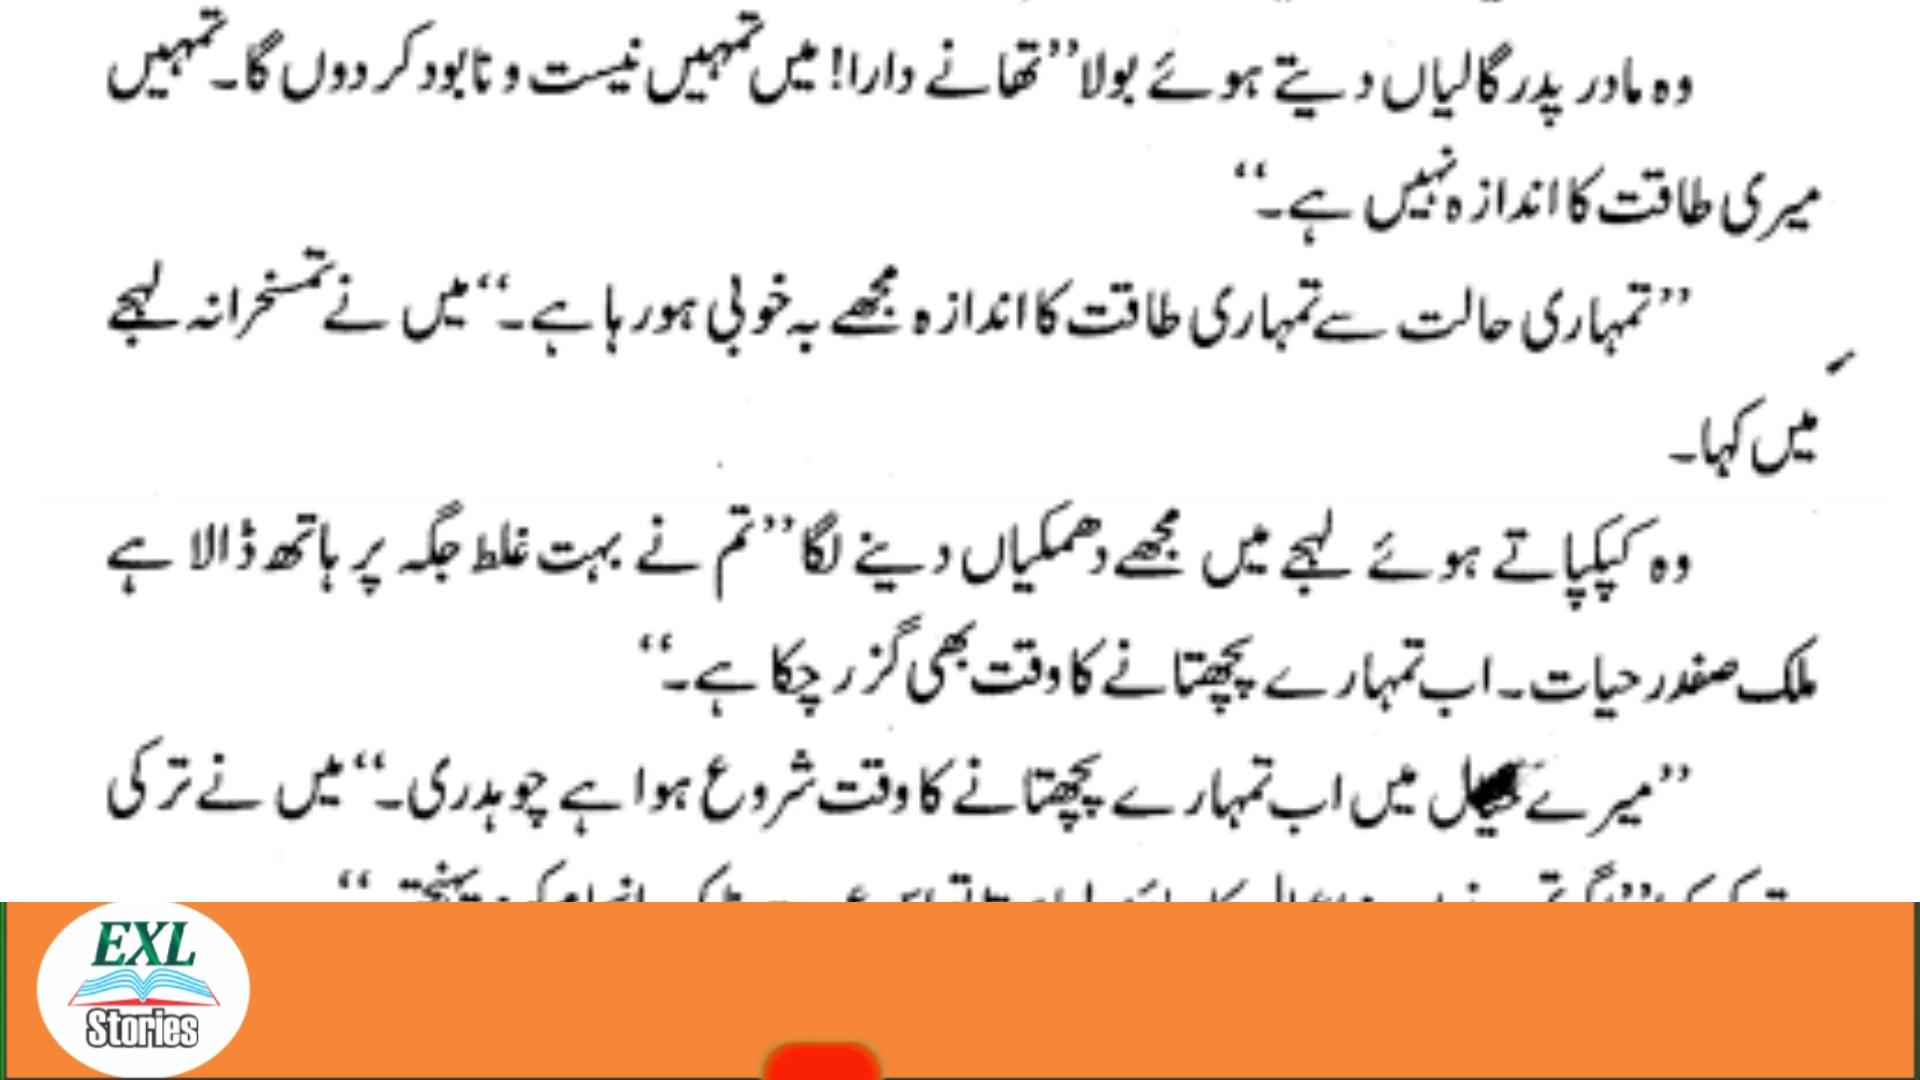 وہ مادر پدر گالیاں دیتے ہوئے بولا ’’تھانے دارا! میں تمہیں نیست و نابود کر دوں گا۔ تمہیں
میری طاقت کا اندازہ نہیں ہے۔‘‘
’’تمہاری حالت سے تمہاری طاقت کا اندازہ مجھے بہ خوبی ہو رہا ہے۔‘‘ میں نے تمسخرانہ لہجے
میں کہا۔
وہ کپکپاتے ہوئے لہجے میں مجھے دھمکیاں دینے لگا ’’تم نے بہت غلط جگہ پر ہاتھ ڈالا ہے
ملک صفدر حیات۔ اب تمہارے پچھتانے کا وقت بھی گزر چکا ہے۔‘‘
’’میرے خیال میں اب تمہارے پچھتانے کا وقت شروع ہوا ہے چوہدری۔‘‘ میں نے ترکی
EXL
Stories